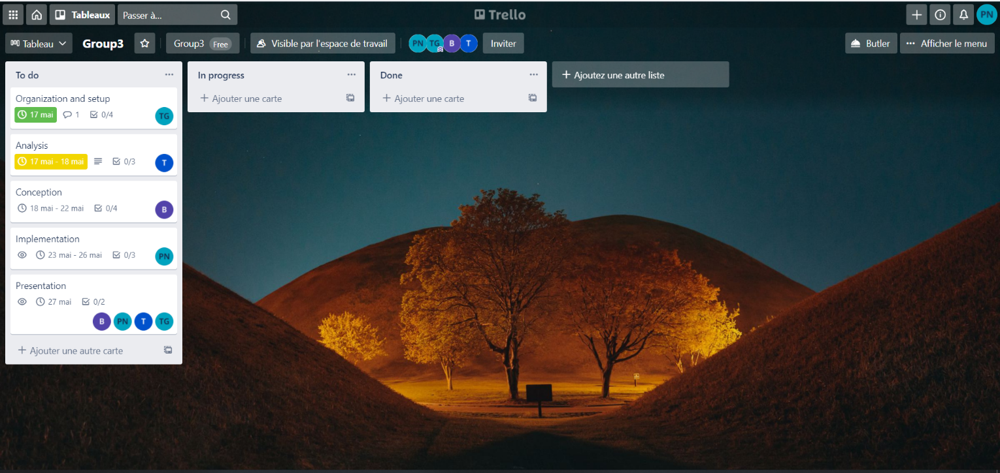 Tableaux
Passer à...
Trello
PN
Tableau
Group3
Group3 Free
Visible par l'espace de travail
PN TG B T
Inviter
Butler
Afficher le menu
To do
Organization and setup
17 mai 1 0/4
TG
Analysis
17 mai - 18 mai 0/3
T
Conception
18 mai - 22 mai 0/4
B
Implementation
23 mai - 26 mai 0/3
PN
Presentation
27 mai 0/2
B PN T TG
+ Ajouter une autre carte
In progress
+ Ajouter une carte
Done
+ Ajouter une carte
+ Ajoutez une autre liste